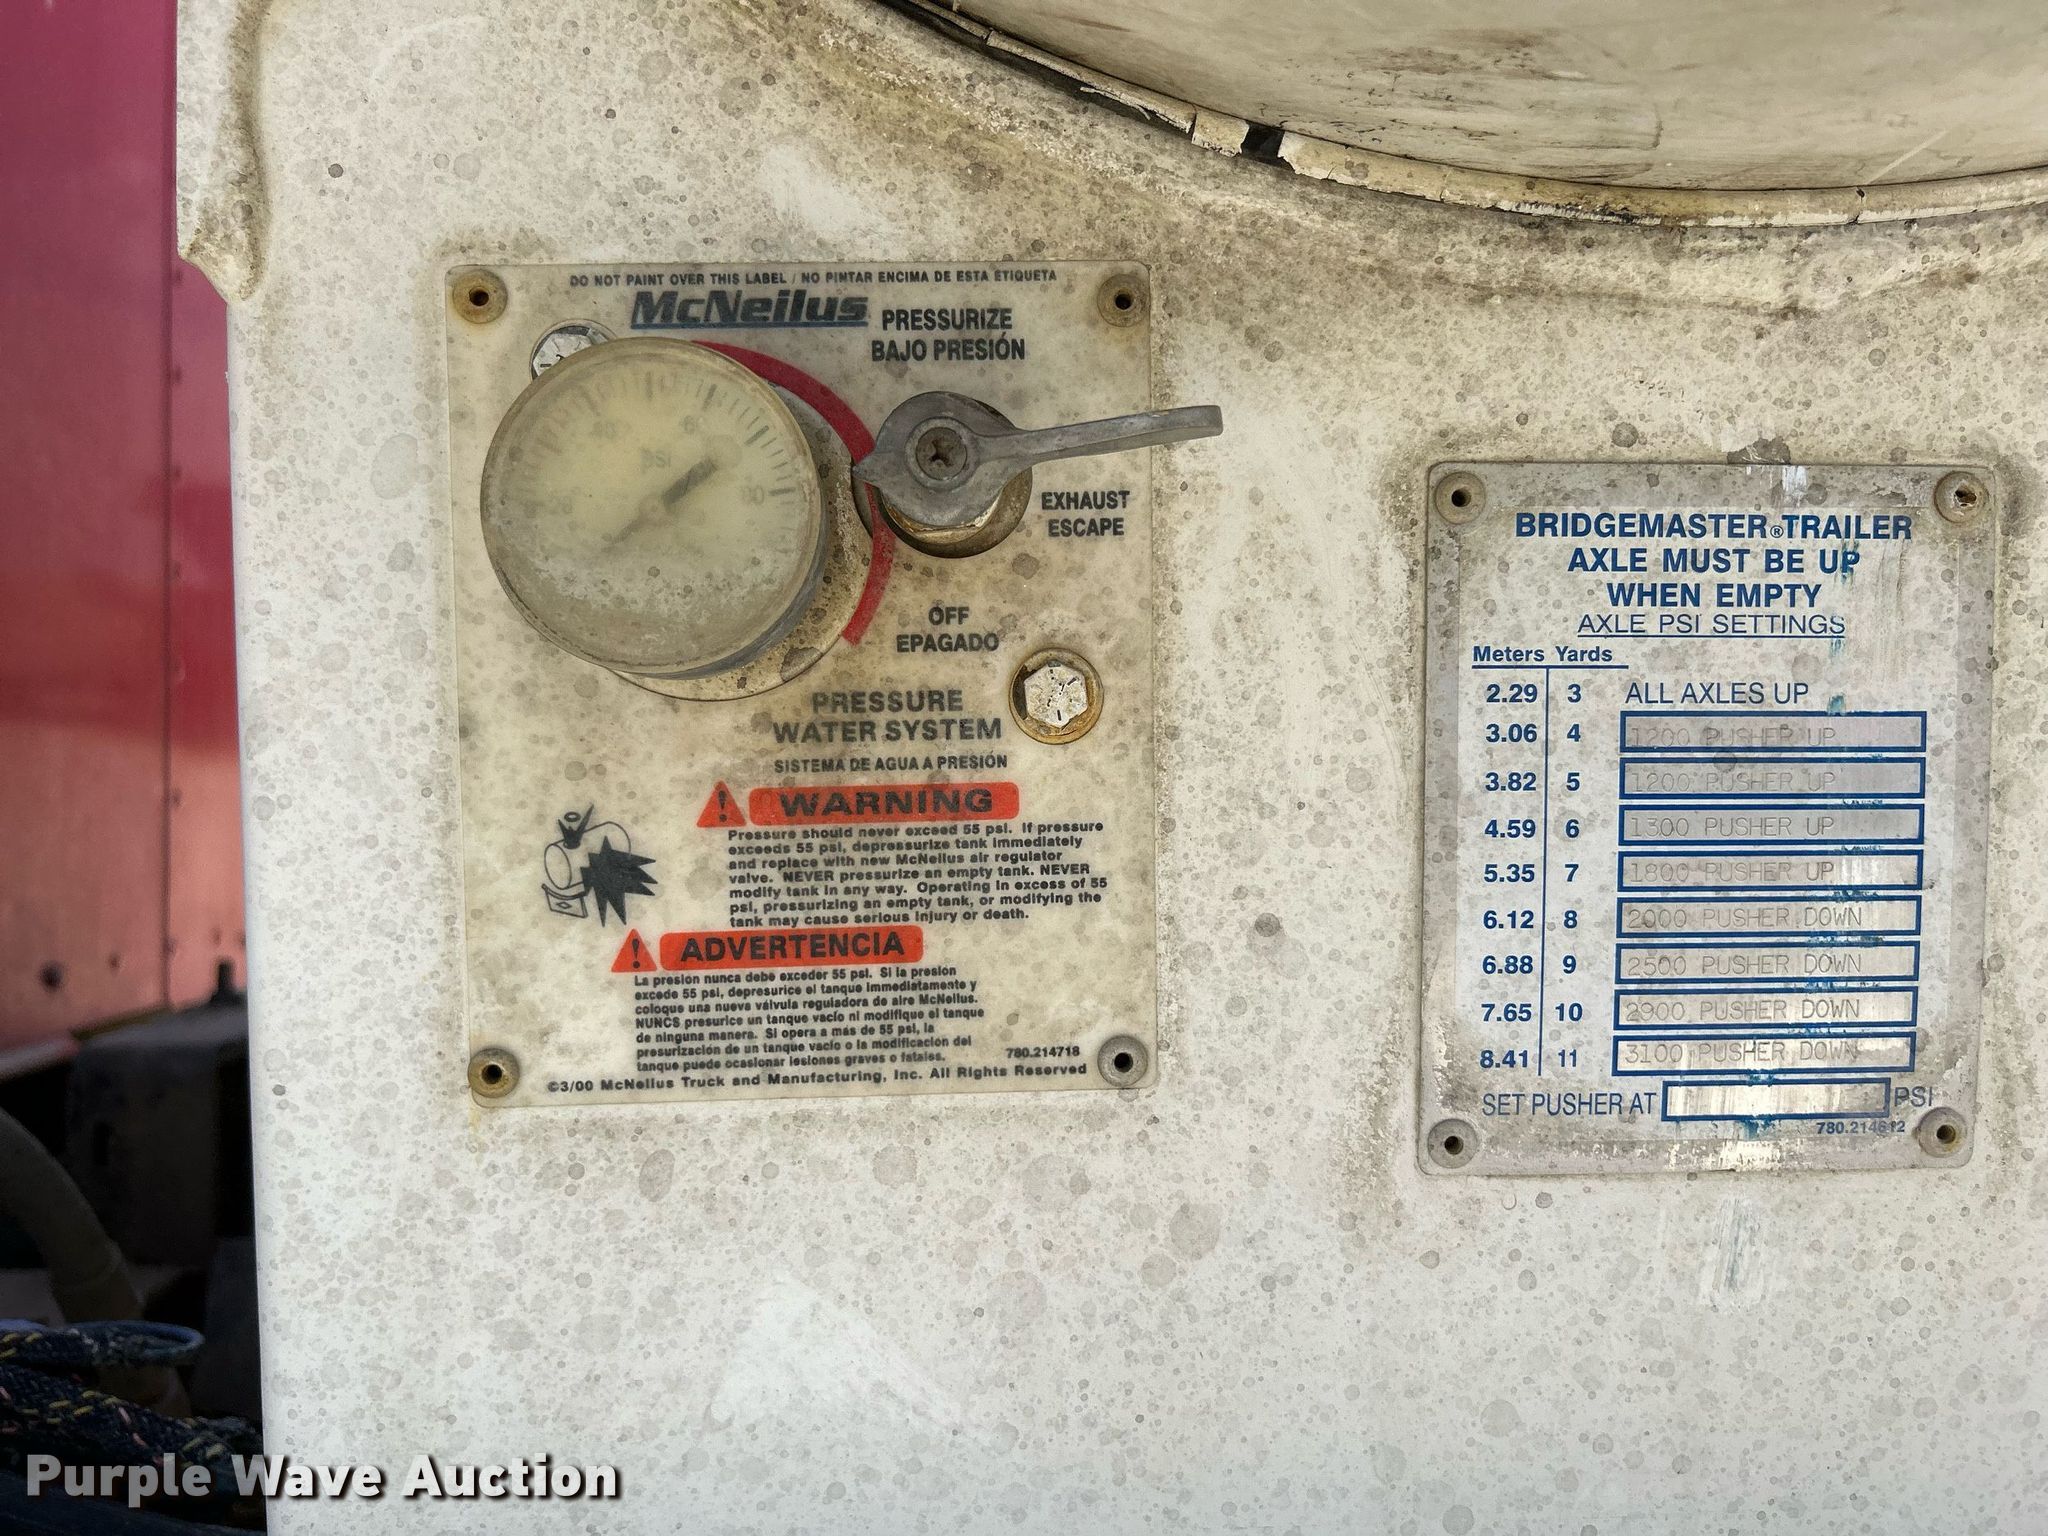 DO NOT PAINT OVER THIS LABEL / NO PINTAR ENCIMA DE ESTA ETIQUETA
McNeilus
PRESSURIZE
BAJO PRESIÓN
60
PSI
80
EXHAUST
ESCAPE
OFF
EPAGADO
PRESSURE
WATER SYSTEM
SISTEMA DE AGUA A PRESIÓN
WARNING
Pressure should never exceed 55 psi. If pressure
exceeds 55 psi, depressurize tank immediately
and replace with new McNeilus air regulator
valve. NEVER pressurize an empty tank. NEVER
modify tank in any way. Operating in excess of 55
psi, pressurizing an empty tank, or modifying the
tank may cause serious injury or death.
ADVERTENCIA
La presión nunca debe exceder 55 psi. Si la presión
excede 55 psi, depresurice el tanque immediatamente y
coloque una nueva válvula reguladora de aire McNeilus.
NUNCS presurice un tanque vacío ni modifique el tanque
de ninguna manera. Si opera a más de 55 psi, la
presurización de un tanque vacío o la modificación del
tanque puede ocasionar lesiones graves o fatales.
780.214718
©3/00 McNeilus Truck and Manufacturing, Inc. All Rights Reserved
BRIDGEMASTER® TRAILER
AXLE MUST BE UP
WHEN EMPTY
AXLE PSI SETTINGS
Meters Yards
2.29 3 ALL AXLES UP
3.06 4 1200 PUSHER UP
3.82 5 1200 PUSHER UP
4.59 6 1300 PUSHER UP
5.35 7 1800 PUSHER UP
6.12 8 2000 PUSHER DOWN
6.88 9 2500 PUSHER DOWN
7.65 10 2900 PUSHER DOWN
8.41 11 3100 PUSHER DOWN
SET PUSHER AT PSI
Purple Wave Auction